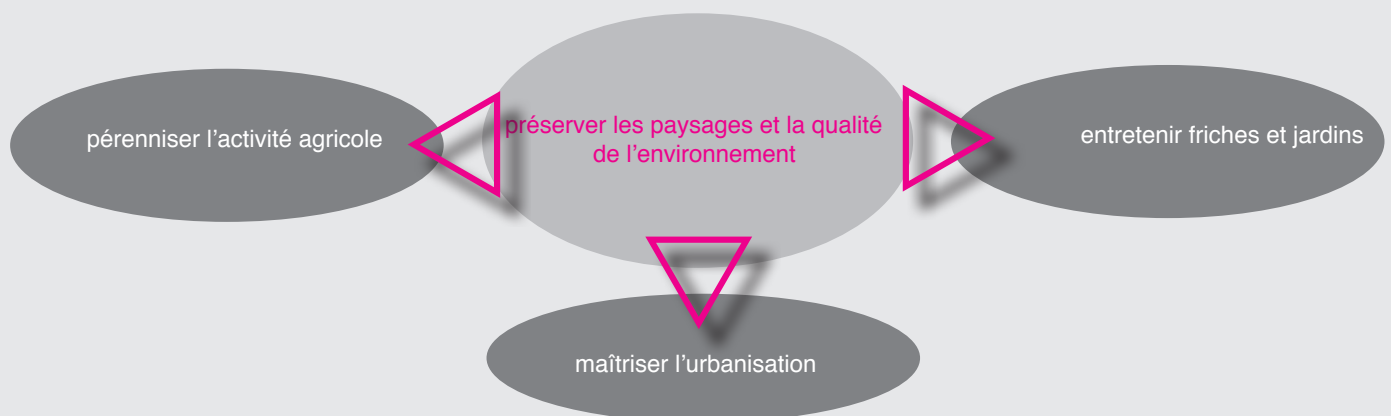 pérenniser l’activité agricole
préserver les paysages et la qualité
de l’environnement
entretenir friches et jardins
maîtriser l’urbanisation